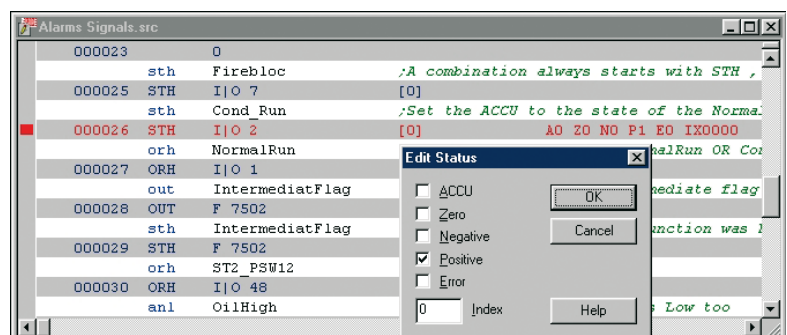 Alarms Signals.src
000023 0
sth Firebloc ;A combination always starts with STH ,
000025 STH I|O 7 [0]
sth Cond_Run ;Set the ACCU to the state of the Normal
000026 STH I|O 2 [0] A0 Z0 N0 P1 E0 IX0000
orh NormalRun malRun OR Con
000027 ORH I|O 1
out IntermediatFlag mediate flag
000028 OUT F 7502
sth IntermediatFlag unction was
000029 STH F 7502
orh ST2_PSW12
000030 ORH I|O 48
anl OilHigh s Low too
Edit Status
ACCU
Zero
Negative
Positive
Error
0 Index
OK
Cancel
Help